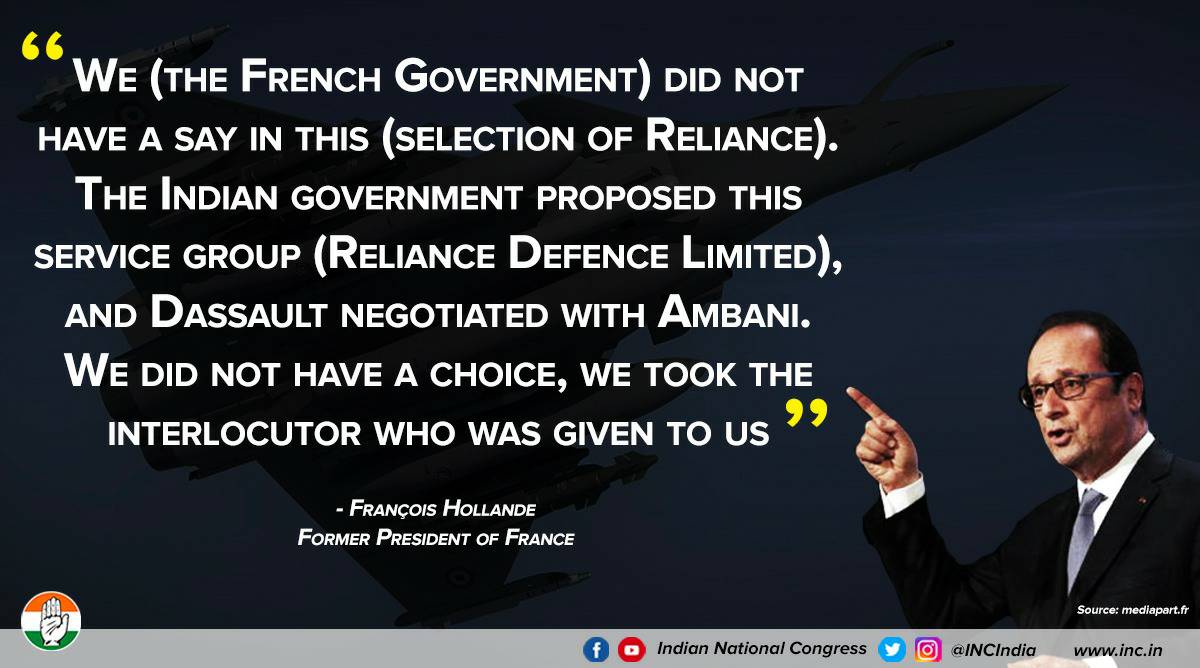 “ We (the French Government) did not
have a say in this (selection of Reliance).
The Indian government proposed this
service group (Reliance Defence Limited),
and Dassault negotiated with Ambani.
We did not have a choice, we took the
interlocutor who was given to us ”
- François Hollande
Former President of France
Source: mediapart.fr
Indian National Congress @INCIndia www.inc.in